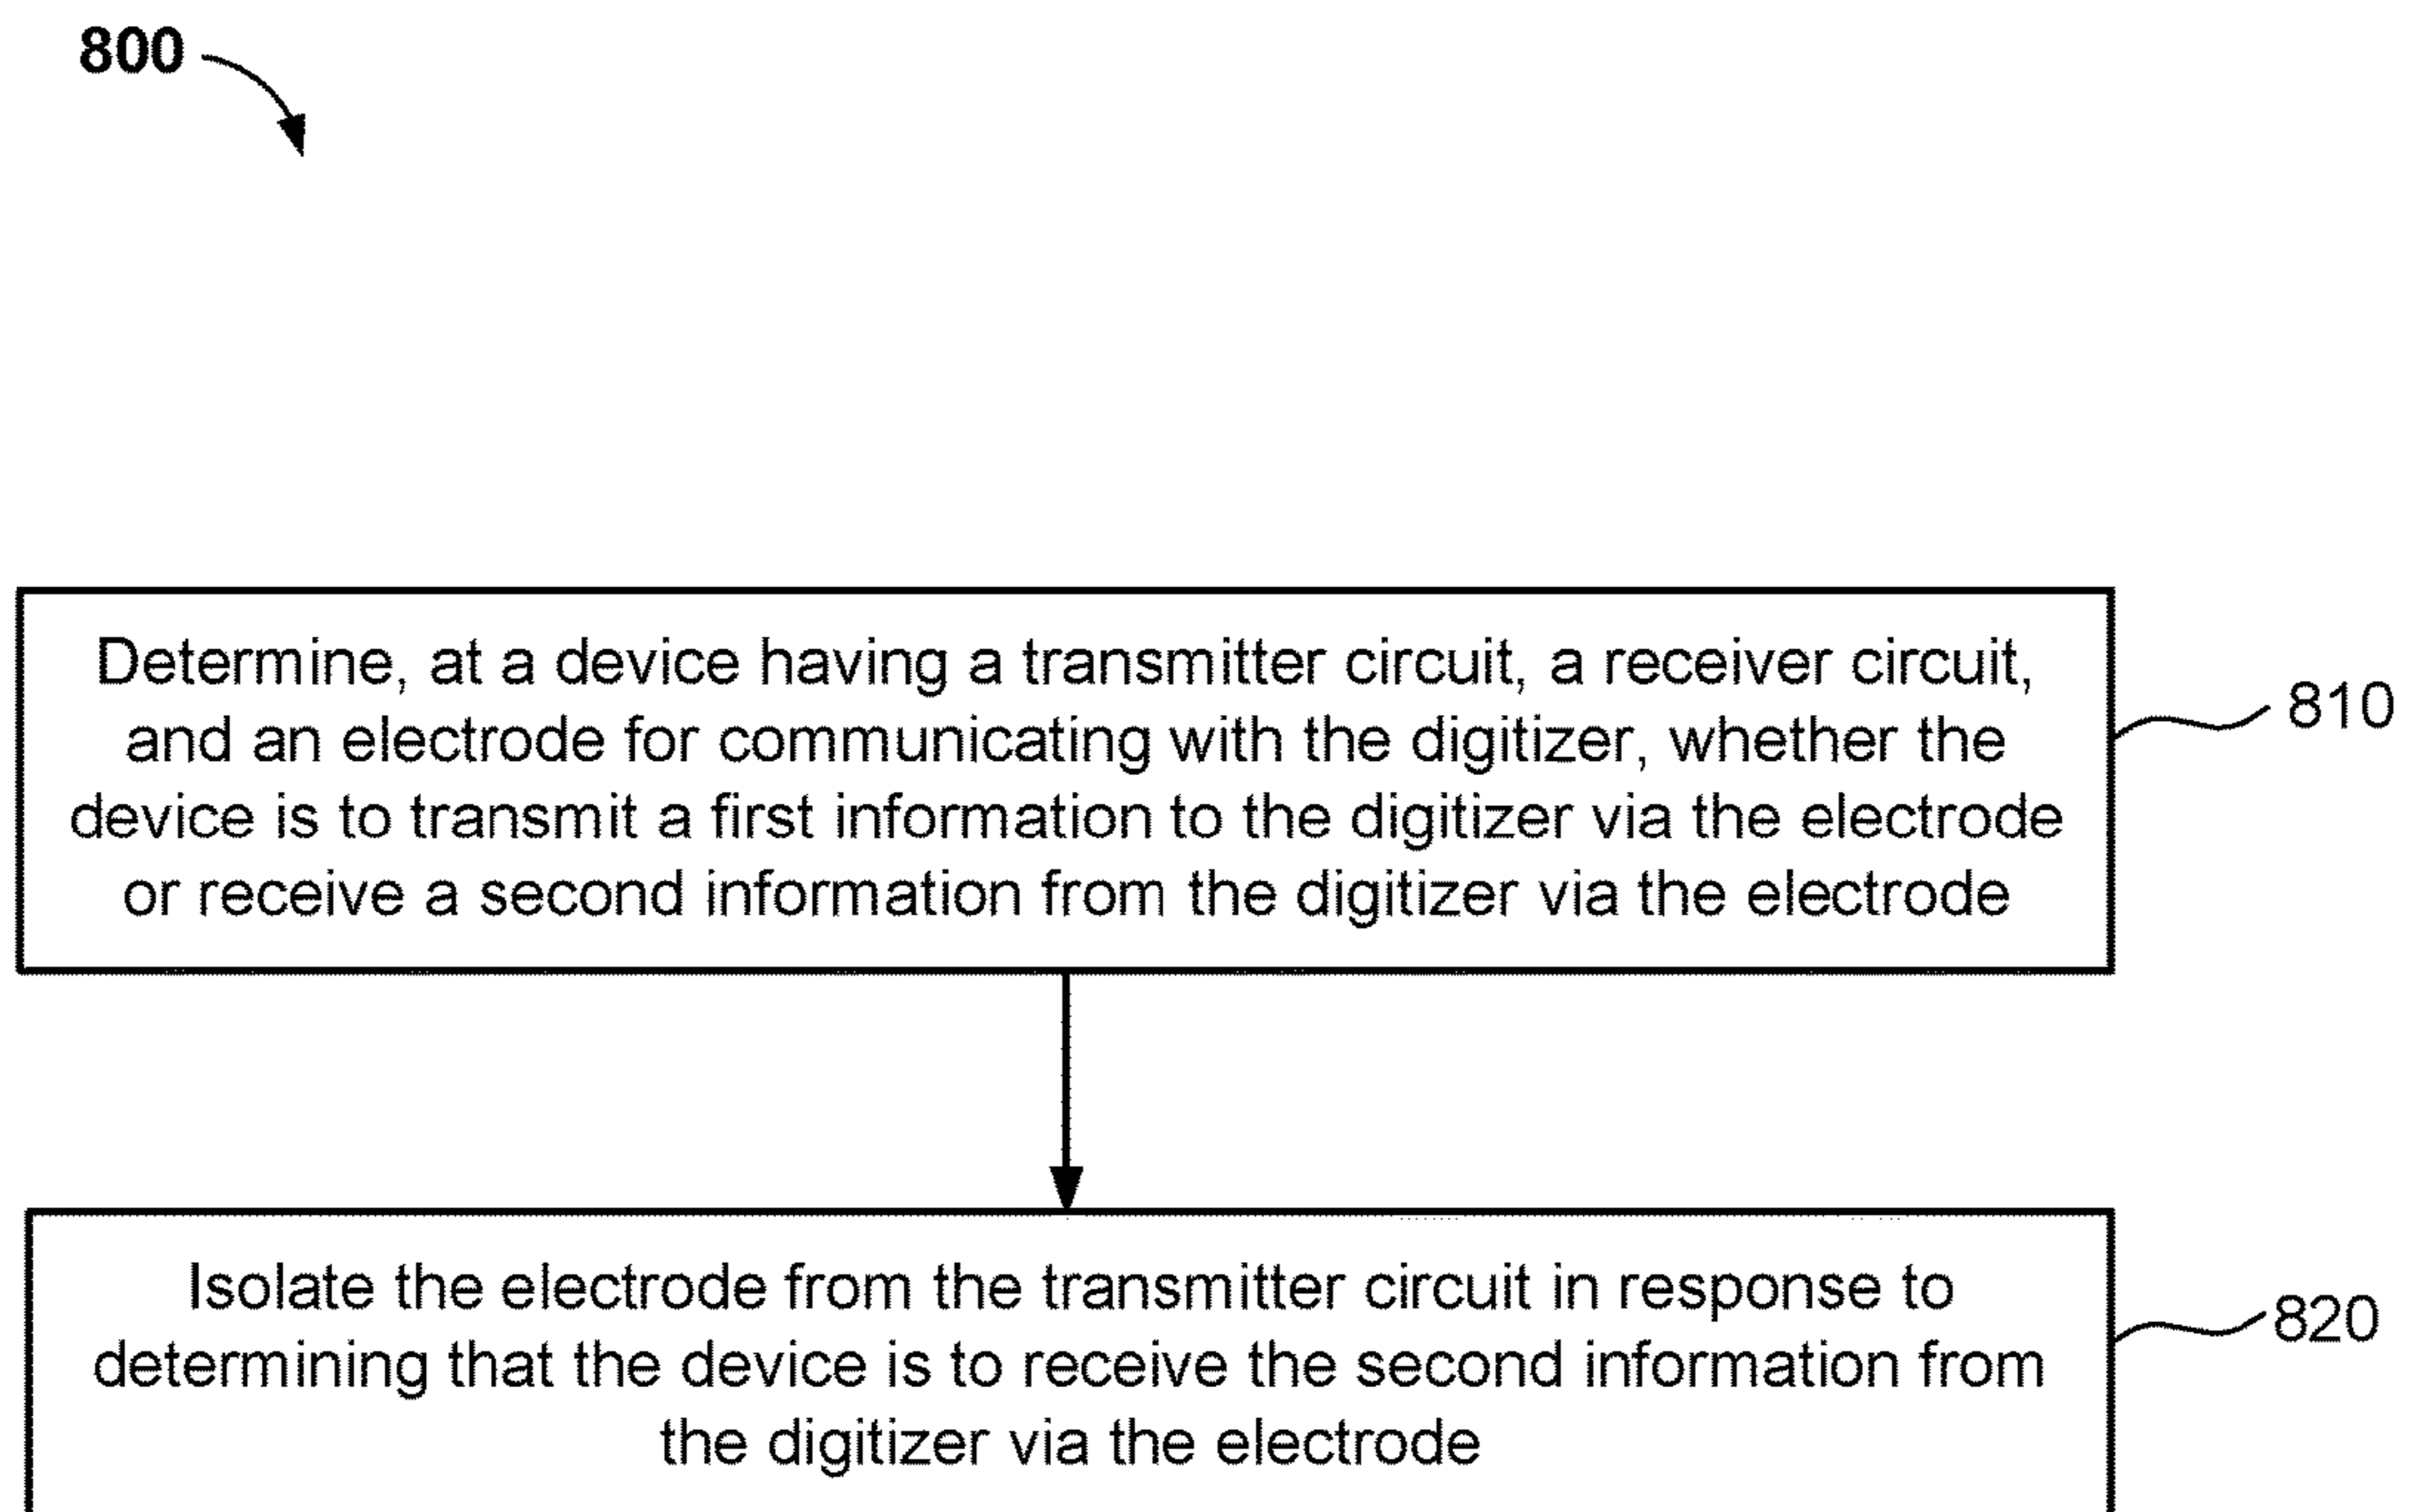 800
Determine, at a device having a transmitter circuit, a receiver circuit,
and an electrode for communicating with the digitizer, whether the
device is to transmit a first information to the digitizer via the electrode
or receive a second information from the digitizer via the electrode
810
Isolate the electrode from the transmitter circuit in response to
determining that the device is to receive the second information from
the digitizer via the electrode
820